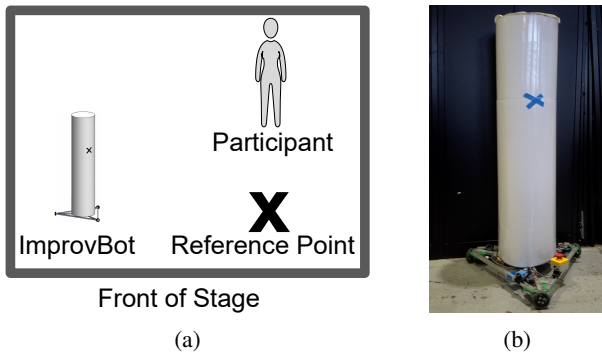 Participant
X
ImprovBot
Reference Point
Front of Stage
(a)
(b)